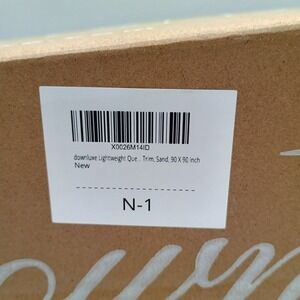 X0026M14ID
downluxe Lightweight Que... Trim, Sand, 90 X 90 Inch
New
N-1